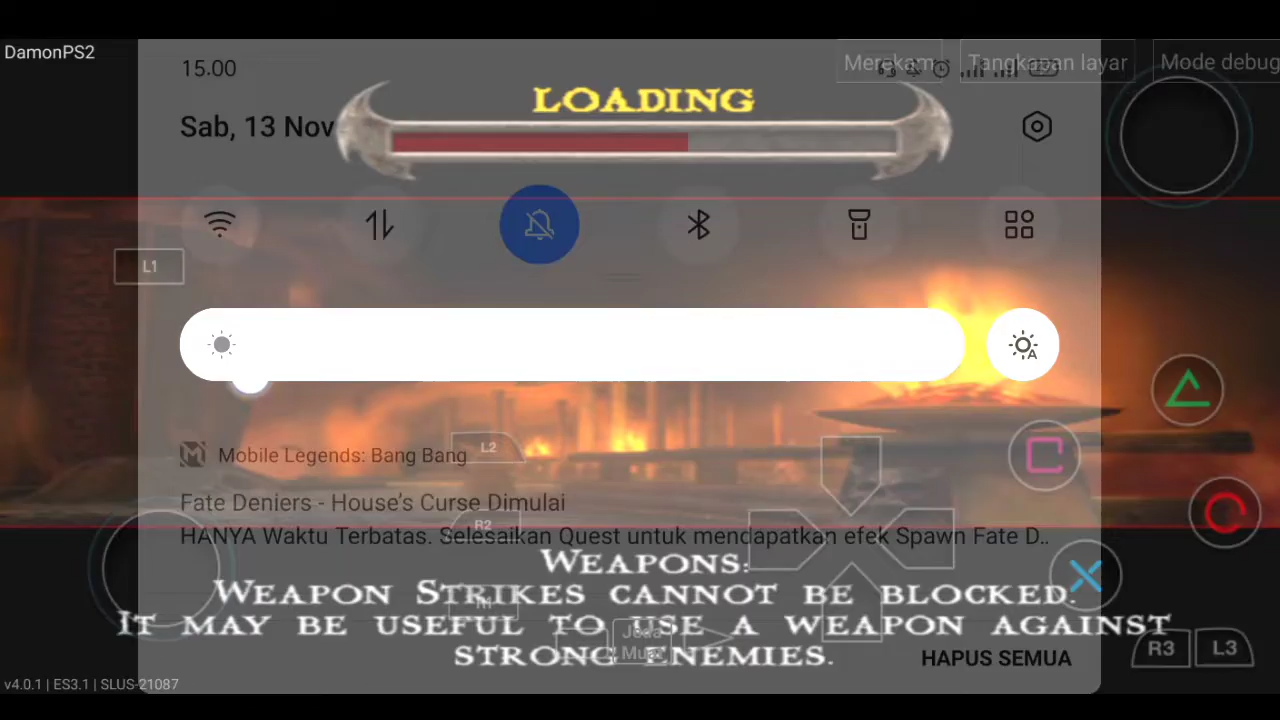 DamonPS2
15.00
Merekam
Tangkapan layar
Mode debug
LOADING
Sab, 13 Nov
L1
A
Mobile Legends: Bang Bang
L2
Fate Deniers - House's Curse Dimulai
R2
HANYA Waktu Terbatas. Selesaikan Quest untuk mendapatkan efek Spawn Fate D..
WEAPONS:
WEAPON STRIKES CANNOT BE BLOCKED.
R1
IT MAY BE USEFUL TO USE A WEAPON AGAINST
STRONG ENEMIES.
HAPUS SEMUA
R3
L3
v4.0.1 | ES3.1 | SLUS-21087